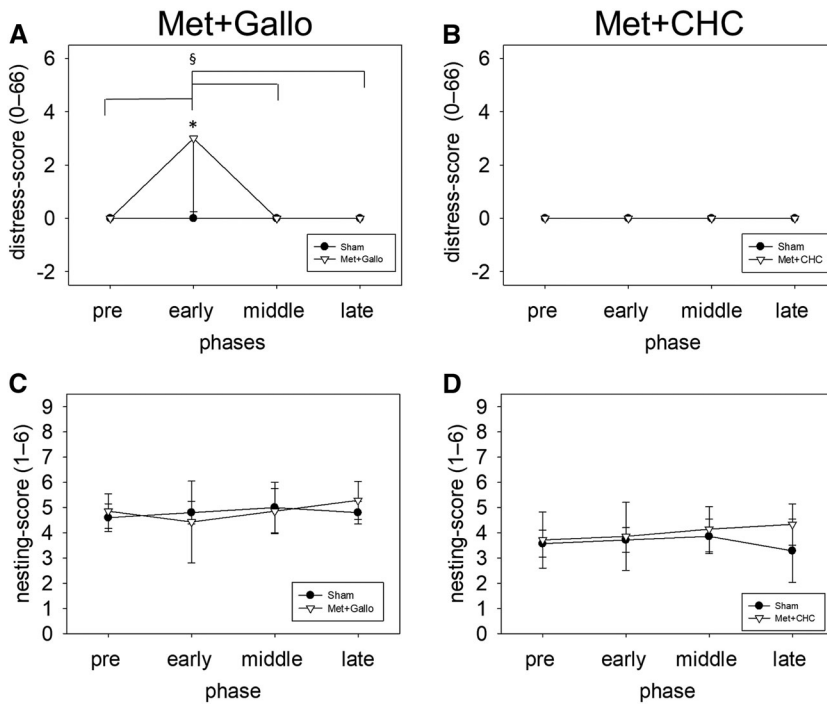 Met+Gallo
Met+CHC
A
distress-score (0–66)
6
4
2
0
-2
§
*
Sham
Met+Gallo
pre early middle late
phases
B
distress-score (0–66)
6
4
2
0
-2
Sham
Met+CHC
pre early middle late
phase
C
nesting-score (1–6)
9
8
7
6
5
4
3
2
1
0
Sham
Met+Gallo
pre early middle late
phase
D
nesting-score (1–6)
9
8
7
6
5
4
3
2
1
0
Sham
Met+CHC
pre early middle late
phase